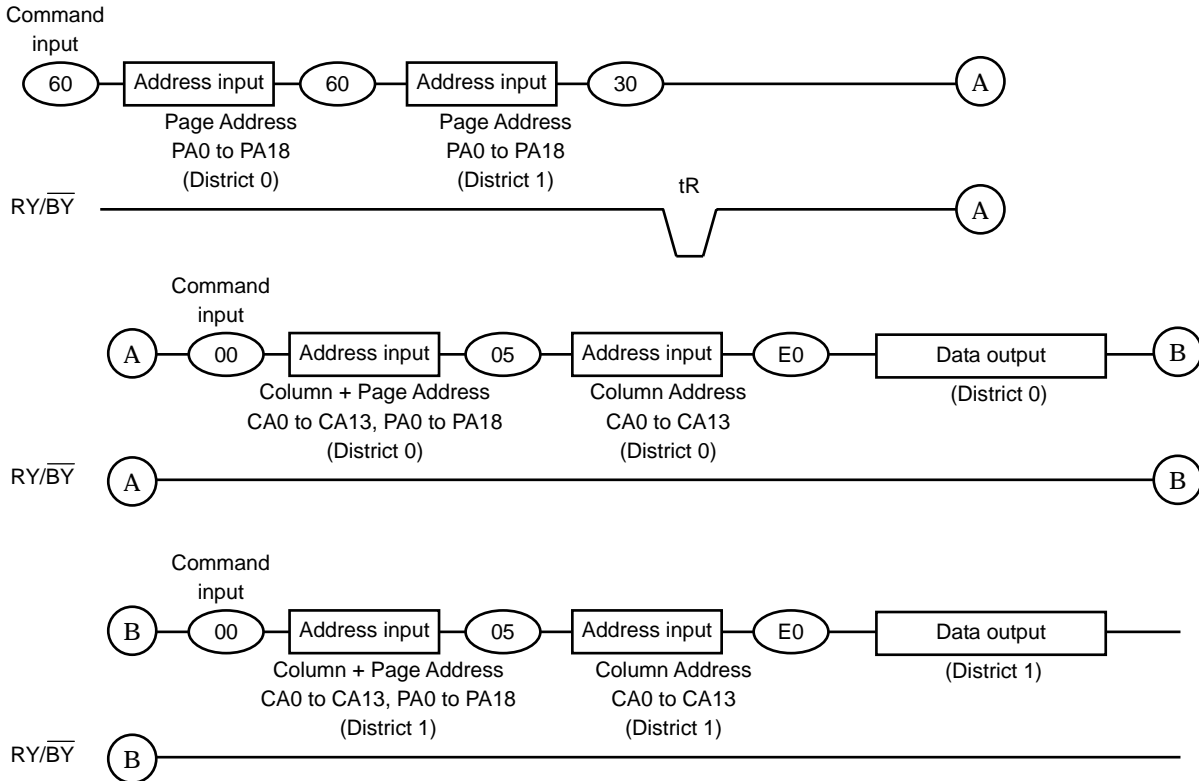 Command
input
60 Address input 60 Address input 30 A
Page Address Page Address
PA0 to PA18 PA0 to PA18
(District 0) (District 1)
tR
RY/BY A
Command
input
A 00 Address input 05 Address input E0 Data output B
Column + Page Address Column Address (District 0)
CA0 to CA13, PA0 to PA18 CA0 to CA13
(District 0) (District 0)
RY/BY A B
Command
input
B 00 Address input 05 Address input E0 Data output
Column + Page Address Column Address (District 1)
CA0 to CA13, PA0 to PA18 CA0 to CA13
(District 1) (District 1)
RY/BY B